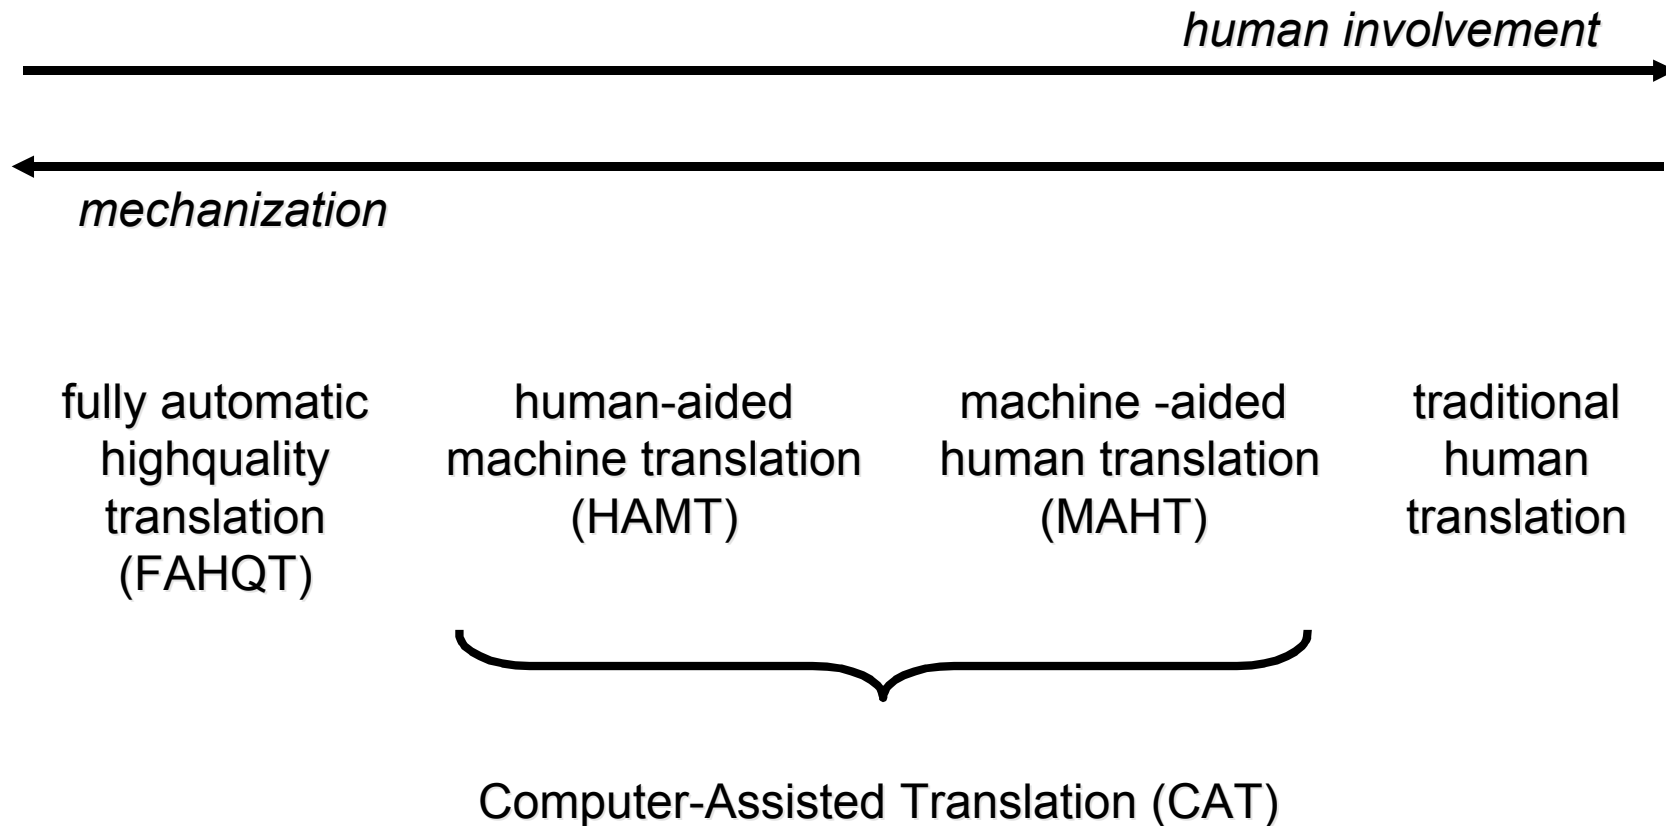 human involvement
mechanization
fully automatic
highquality
translation
(FAHQT)
human-aided
machine translation
(HAMT)
machine -aided
human translation
(MAHT)
traditional
human
translation
Computer-Assisted Translation (CAT)